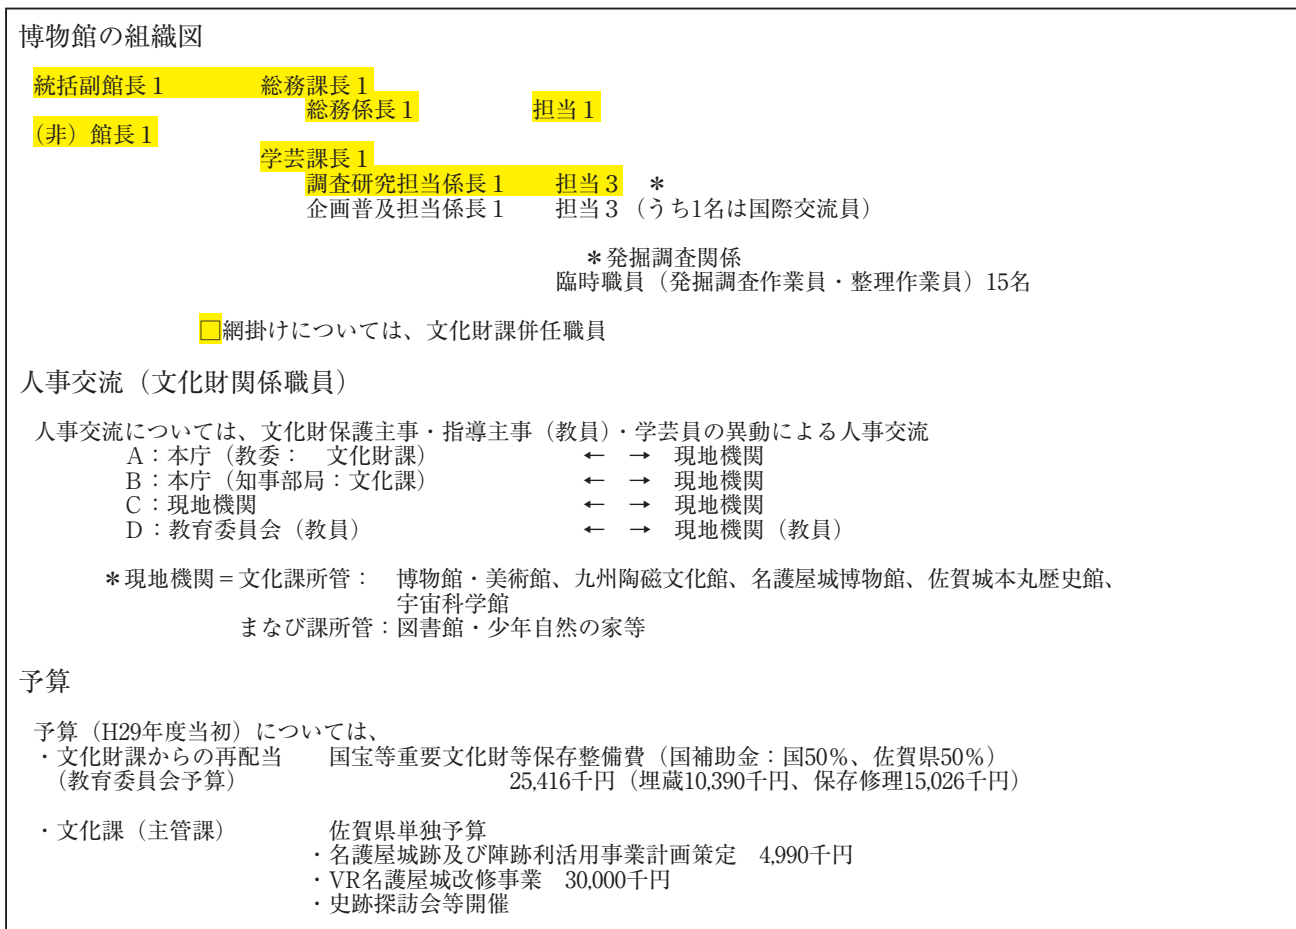 博物館の組織図
統括副館長1　総務課長1
総務係長1　担当1
（非）館長1
学芸課長1
調査研究担当係長1　担当3　＊
企画普及担当係長1　担当3（うち1名は国際交流員）
＊発掘調査関係
臨時職員（発掘調査作業員・整理作業員）15名
□網掛けについては、文化財課併任職員
人事交流（文化財関係職員）
人事交流については、文化財保護主事・指導主事（教員）・学芸員の異動による人事交流
A：本庁（教委：　文化財課）　← →　現地機関
B：本庁（知事部局：文化課）　← →　現地機関
C：現地機関　← →　現地機関
D：教育委員会（教員）　← →　現地機関（教員）
＊現地機関＝文化課所管：　博物館・美術館、九州陶磁文化館、名護屋城博物館、佐賀城本丸歴史館、
宇宙科学館
まなび課所管：図書館・少年自然の家等
予算
予算（H29年度当初）については、
・文化財課からの再配当　国宝等重要文化財等保存整備費（国補助金：国50％、佐賀県50％）
（教育委員会予算）　25,416千円（埋蔵10,390千円、保存修理15,026千円）
・文化課（主管課）　佐賀県単独予算
・名護屋城跡及び陣跡利活用事業計画策定　4,990千円
・VR名護屋城改修事業　30,000千円
・史跡探訪会等開催